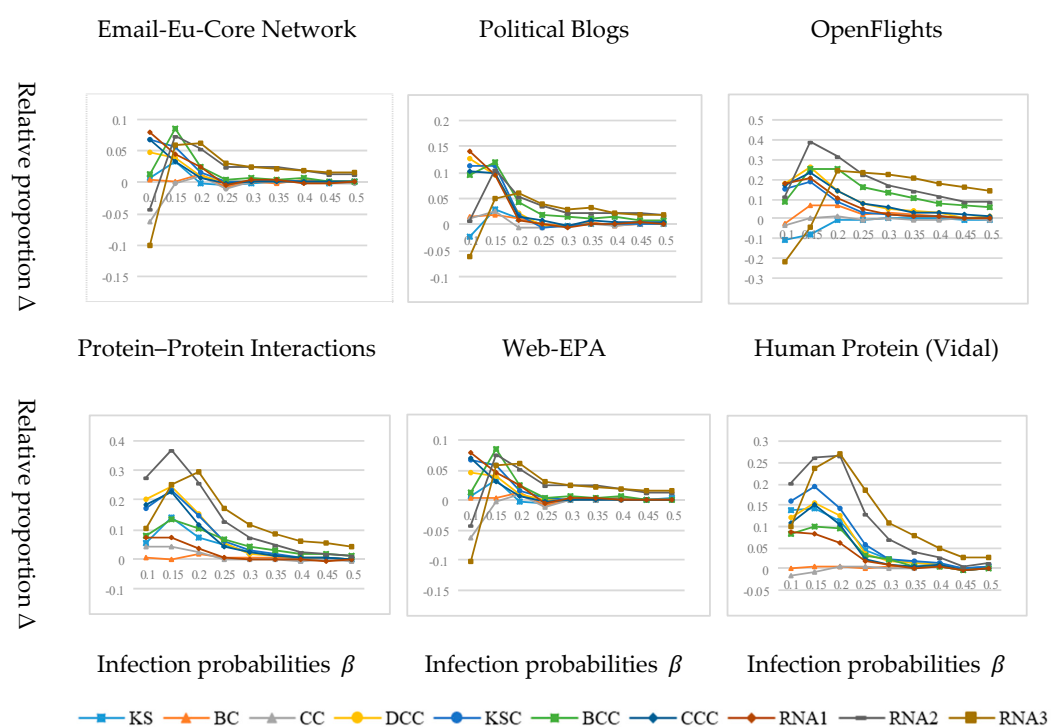 Email-Eu-Core Network
Political Blogs
OpenFlights
Relative proportion Δ
0.1
0.05
0
-0.05
-0.1
-0.15
0.1 0.15 0.2 0.25 0.3 0.35 0.4 0.45 0.5
0.2
0.15
0.1
0.05
0
-0.05
-0.1
0.1 0.15 0.2 0.25 0.3 0.35 0.4 0.45 0.5
0.5
0.4
0.3
0.2
0.1
0
-0.1
-0.2
-0.3
0.1 0.15 0.2 0.25 0.3 0.35 0.4 0.45 0.5
Protein–Protein Interactions
Web-EPA
Human Protein (Vidal)
Relative proportion Δ
0.4
0.3
0.2
0.1
0
-0.1
0.1 0.15 0.2 0.25 0.3 0.35 0.4 0.45 0.5
0.1
0.05
0
-0.05
-0.1
-0.15
0.1 0.15 0.2 0.25 0.3 0.35 0.4 0.45 0.5
0.3
0.25
0.2
0.15
0.1
0.05
0
-0.05
0.1 0.15 0.2 0.25 0.3 0.35 0.4 0.45 0.5
Infection probabilities β
Infection probabilities β
Infection probabilities β
KS BC CC DCC KSC BCC CCC RNA1 RNA2 RNA3